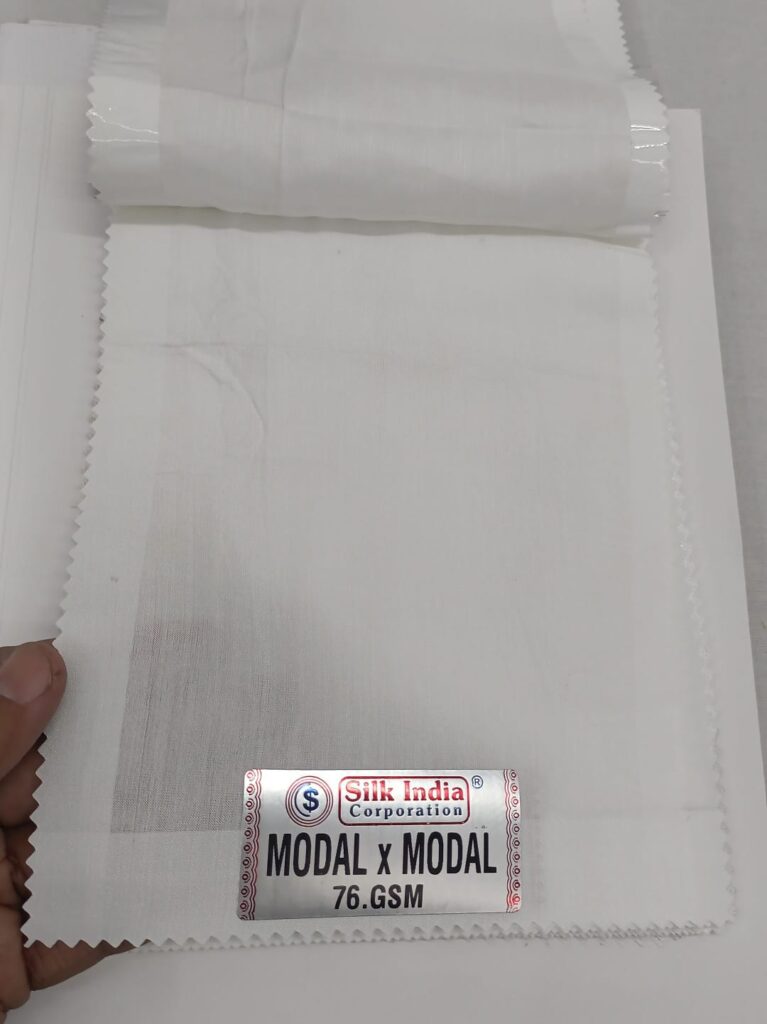 $ Silk India ®
Corporation
MODAL x MODAL
76.GSM